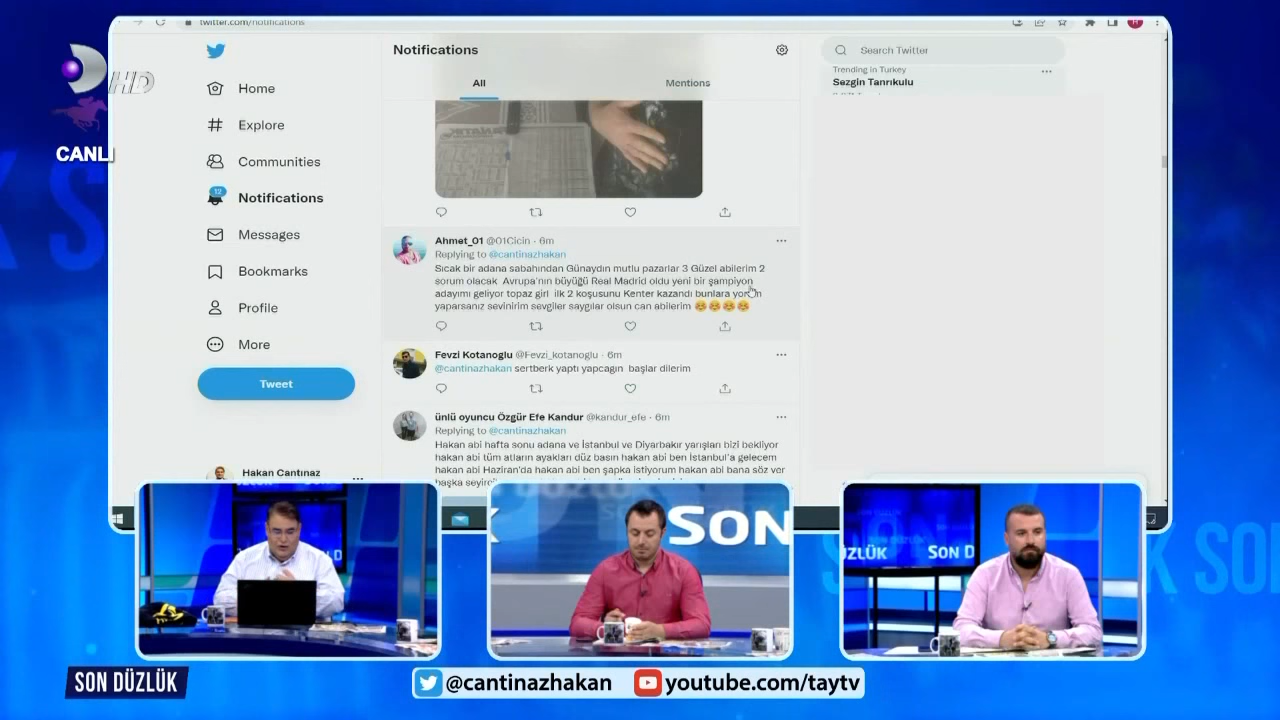 twitter.com/notifications
HD
CANLI
Notifications
Search Twitter
All
Mentions
Trending in Turkey
Sezgin Tanrıkulu
Home
Explore
Communities
12
Notifications
Messages
Bookmarks
Profile
More
Tweet
Hakan Cantınaz
Ahmet_01 @01Cicin · 6m
Replying to @cantinazhakan
Sıcak bir adana sabahından Günaydın mutlu pazarlar 3 Güzel abilerim 2
sorum olacak Avrupa'nın büyüğü Real Madrid oldu yeni bir şampiyon
adayımı geliyor topaz girl ilk 2 koşusunu Kenter kazandı bunlara yorum
yaparsanız sevinirim sevgiler saygılar olsun can abilerim
Fevzi Kotanoglu @Fevzi_kotanoglu · 6m
@cantinazhakan sertberk yaptı yapcagın başlar dilerim
ünlü oyuncu Özgür Efe Kandur @kandur_efe · 6m
Replying to @cantinazhakan
Hakan abi hafta sonu adana ve İstanbul ve Diyarbakır yarışları bizi bekliyor
hakan abi tüm atların ayakları düz basın hakan abi ben İstanbul'a gelecem
hakan abi Haziran'da hakan abi ben şapka istiyorum hakan abi bana söz ver
SON
SON D
SON DÜZLÜK
@cantinazhakan
youtube.com/taytv